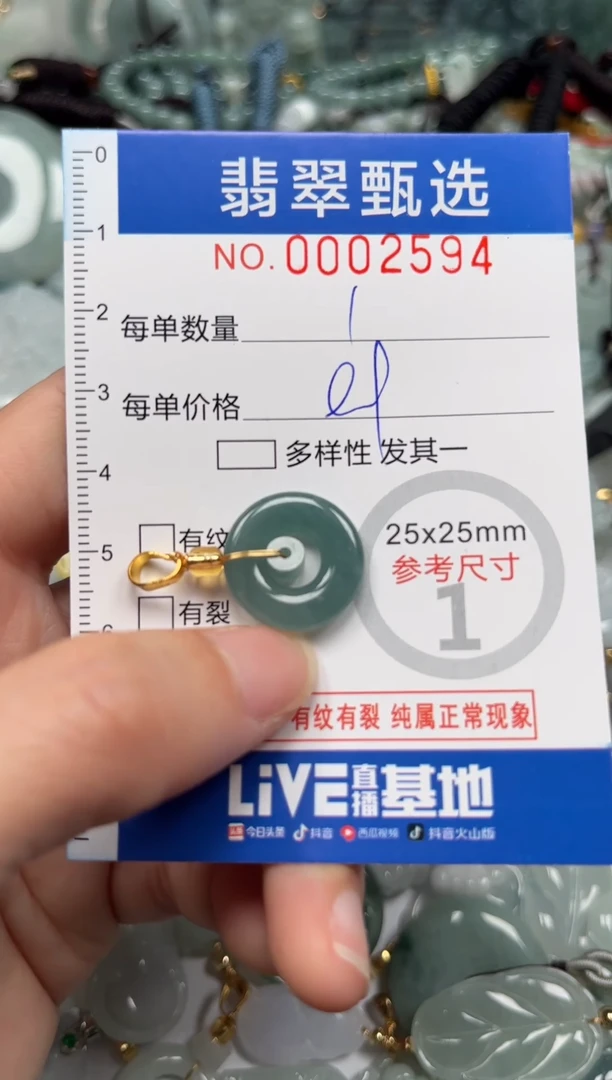 0
翡翠甄选
1
NO.0002594
2
每单数量 1
3
每单价格
4
多样性 发其一
有纹
5
25x25mm
参考尺寸
1
有裂
有纹有裂 纯属正常现象
LiVE直播基地
今日头条 抖音 西瓜视频 抖音火山版